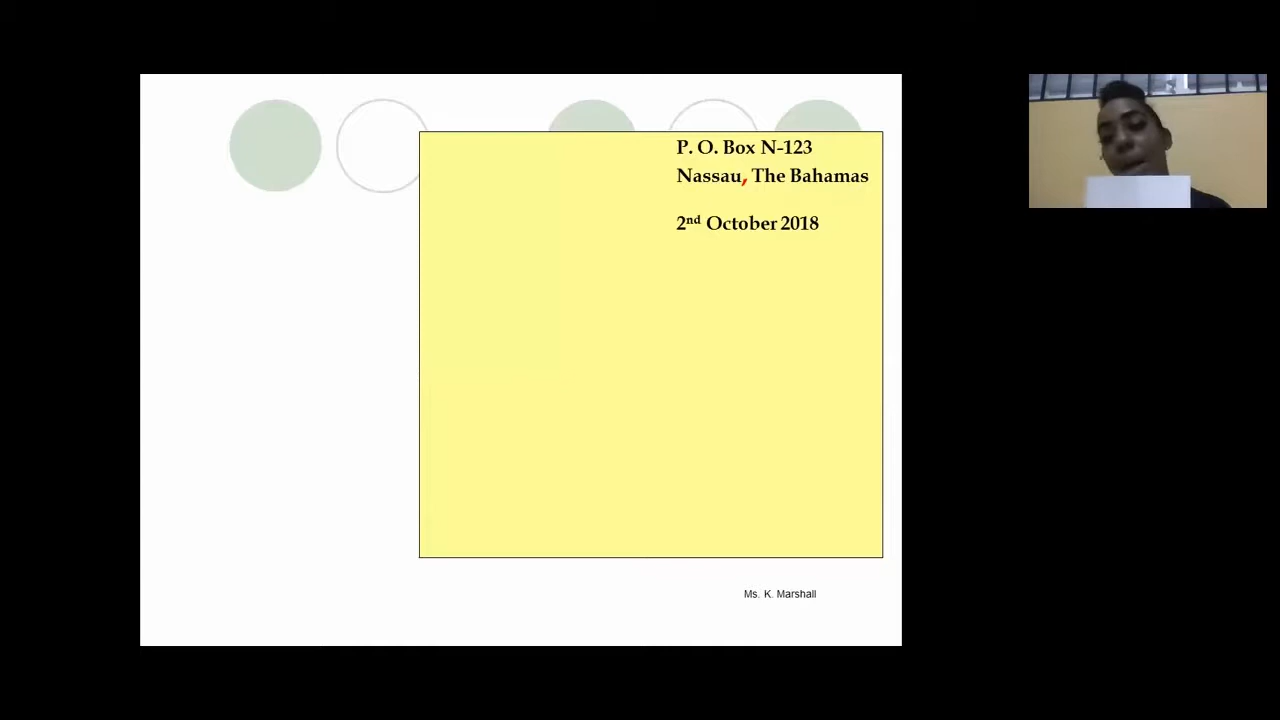 P. O. Box N-123
Nassau, The Bahamas
2nd October 2018
Ms. K. Marshall